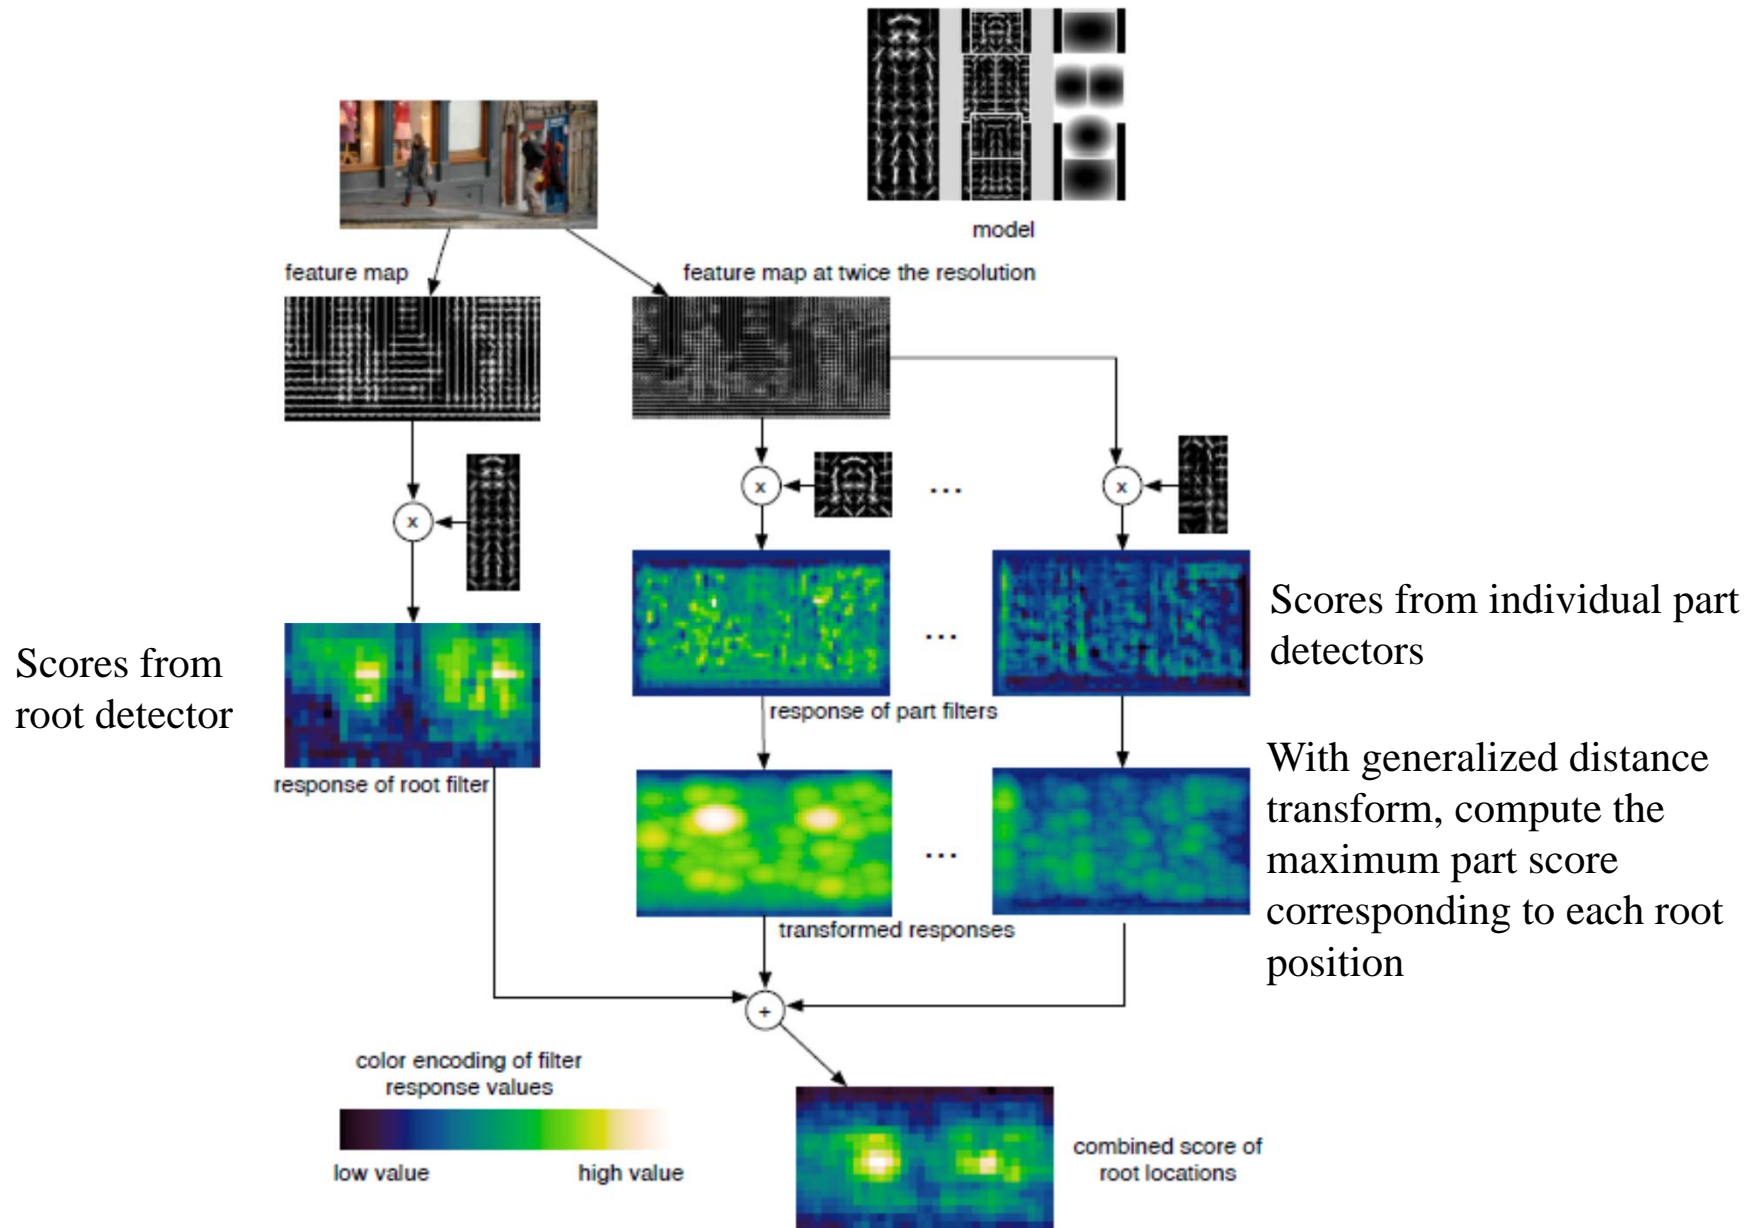 model
feature map
feature map at twice the resolution
x
x
...
x
Scores from
root detector
Scores from individual part
detectors
...
response of part filters
response of root filter
With generalized distance
transform, compute the
maximum part score
corresponding to each root
position
...
transformed responses
+
color encoding of filter
response values
low value
high value
combined score of
root locations